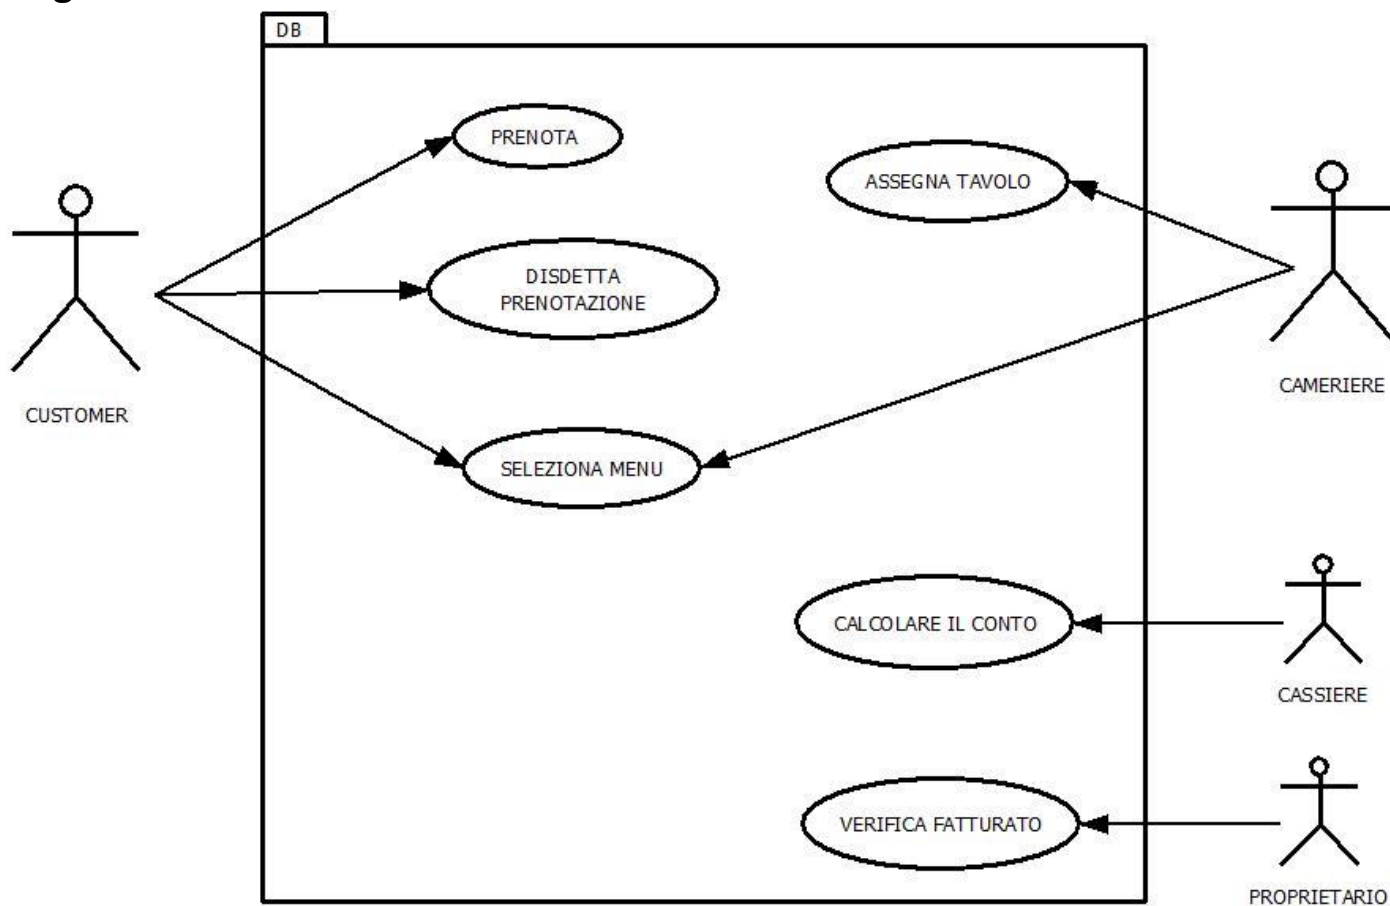 DB
PRENOTA
ASSEGNA TAVOLO
DISDETTA
PRENOTAZIONE
CUSTOMER
CAMERIERE
SELEZIONA MENU
CALCOLARE IL CONTO
CASSIERE
VERIFICA FATTURATO
PROPRIETARIO